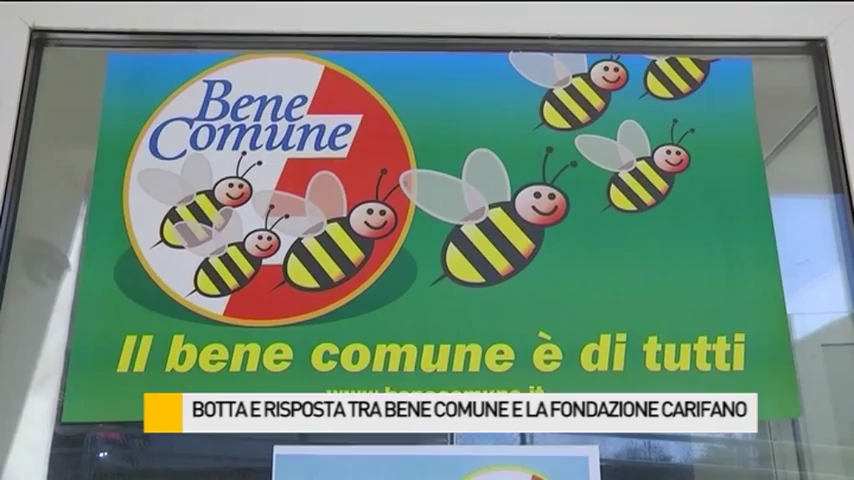 Bene
Comune
Il bene comune è di tutti
www.benecomune.it
BOTTA E RISPOSTA TRA BENE COMUNE E LA FONDAZIONE CARIFANO